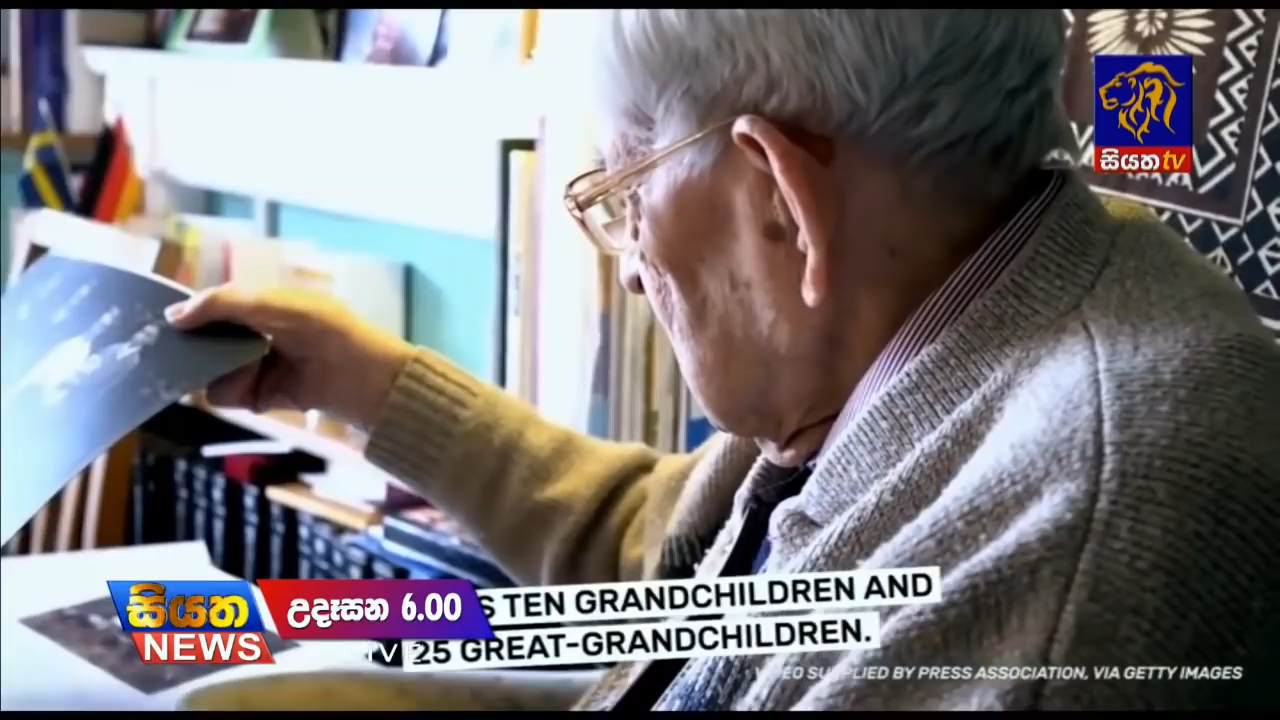 සියත tv
සියත
NEWS
උදෑසන 6.00
S TEN GRANDCHILDREN AND
25 GREAT-GRANDCHILDREN.
SUPPLIED BY PRESS ASSOCIATION, VIA GETTY IMAGES